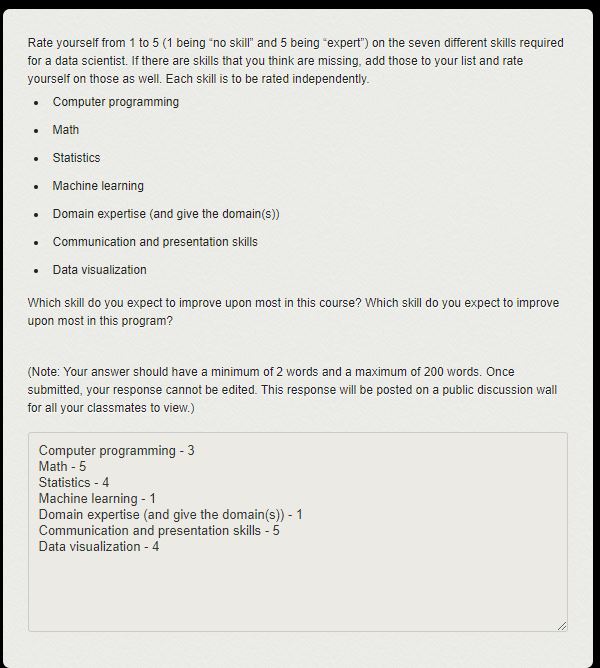 Rate yourself from 1 to 5 (1 being “no skill” and 5 being “expert”) on the seven different skills required
for a data scientist. If there are skills that you think are missing, add those to your list and rate
yourself on those as well. Each skill is to be rated independently.
• Computer programming
• Math
• Statistics
• Machine learning
• Domain expertise (and give the domain(s))
• Communication and presentation skills
• Data visualization
Which skill do you expect to improve upon most in this course? Which skill do you expect to improve
upon most in this program?
(Note: Your answer should have a minimum of 2 words and a maximum of 200 words. Once
submitted, your response cannot be edited. This response will be posted on a public discussion wall
for all your classmates to view.)
Computer programming - 3
Math - 5
Statistics - 4
Machine learning - 1
Domain expertise (and give the domain(s)) - 1
Communication and presentation skills - 5
Data visualization - 4